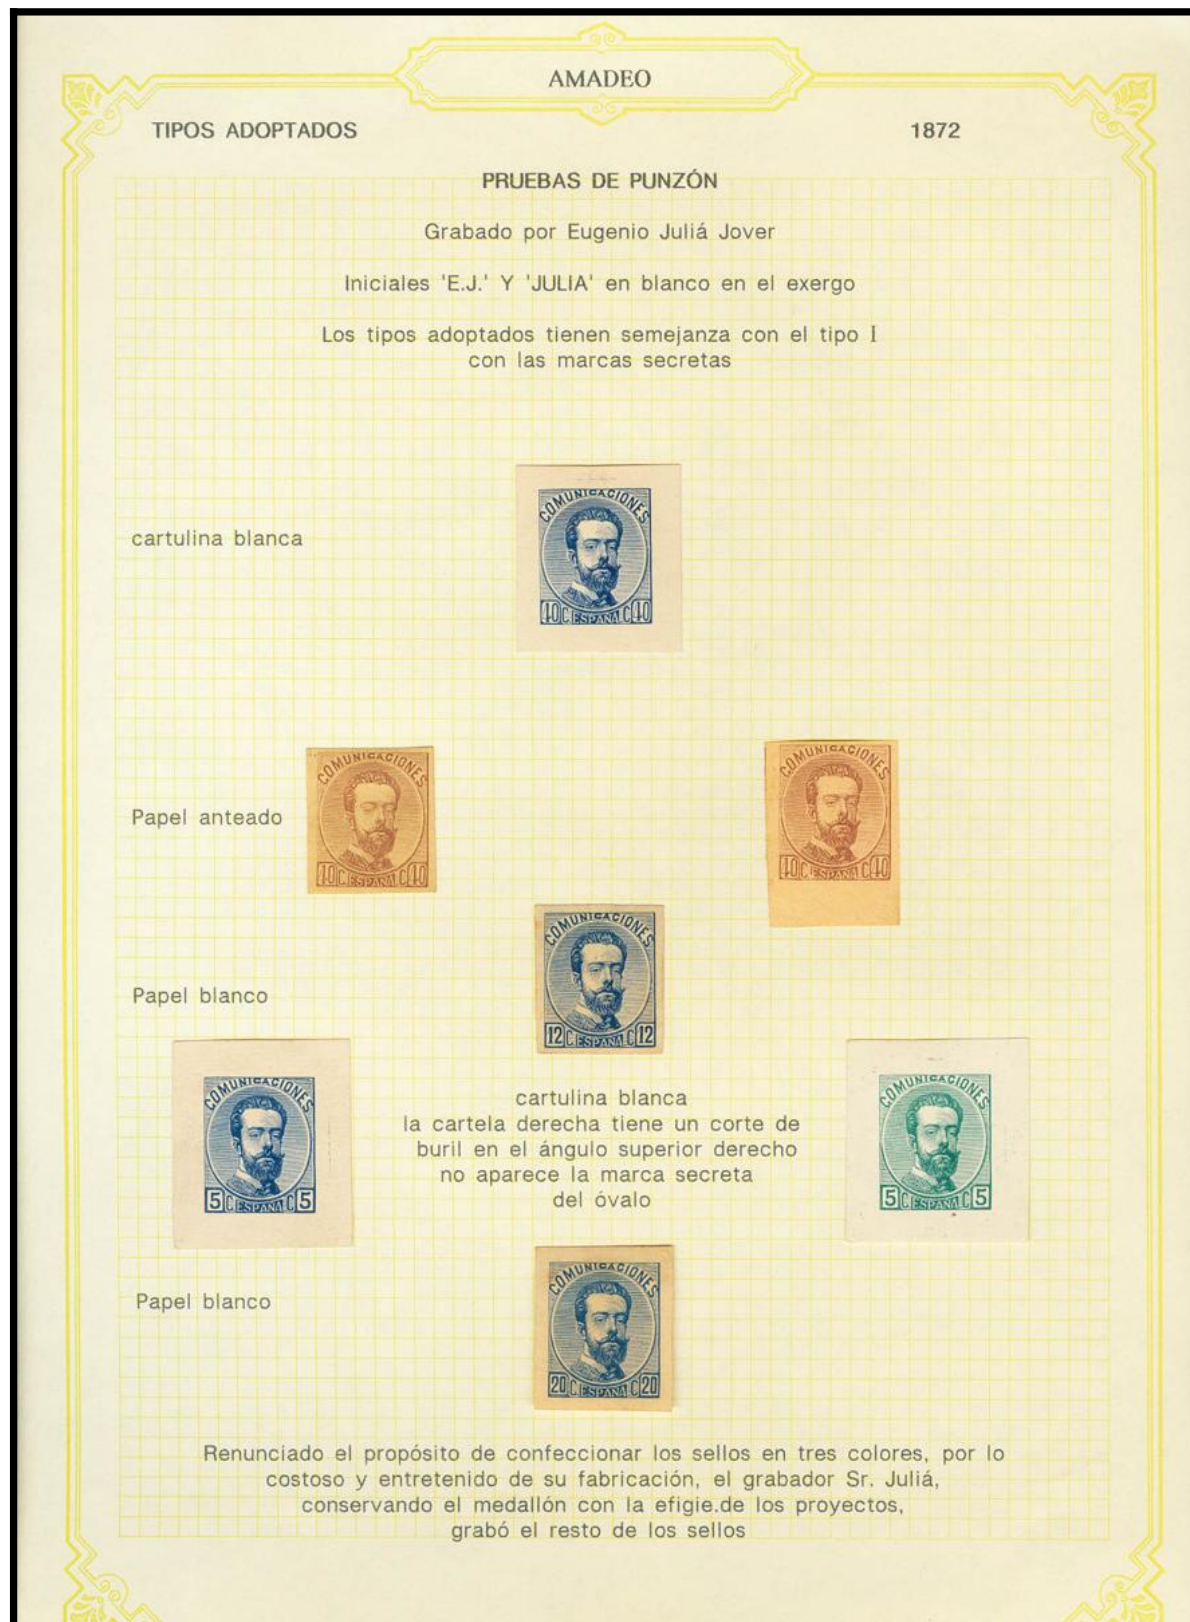 AMADEO
TIPOS ADOPTADOS 1872
PRUEBAS DE PUNZÓN
Grabado por Eugenio Juliá Jover
Iniciales 'E.J.' Y 'JULIA' en blanco en el exergo
Los tipos adoptados tienen semejanza con el tipo I
con las marcas secretas
COMUNICACIONES
40 C. ESPAÑA C 40
cartulina blanca
COMUNICACIONES
40 C. ESPAÑA C 40
COMUNICACIONES
40 C. ESPAÑA C 40
Papel anteado
COMUNICACIONES
12 C. ESPAÑA C 12
Papel blanco
COMUNICACIONES
5 C. ESPAÑA C 5
cartulina blanca
la cartela derecha tiene un corte de
buril en el ángulo superior derecho
no aparece la marca secreta
del óvalo
COMUNICACIONES
5 C. ESPAÑA C 5
Papel blanco
COMUNICACIONES
20 C. ESPAÑA C 20
Renunciado el propósito de confeccionar los sellos en tres colores, por lo
costoso y entretenido de su fabricación, el grabador Sr. Juliá,
conservando el medallón con la efigie.de los proyectos,
grabó el resto de los sellos